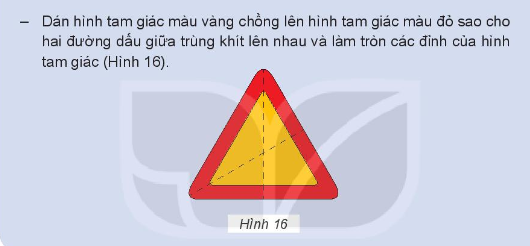 – Dán hình tam giác màu vàng chồng lên hình tam giác màu đỏ sao cho
hai đường dấu giữa trùng khít lên nhau và làm tròn các đỉnh của hình
tam giác (Hình 16).
Hình 16